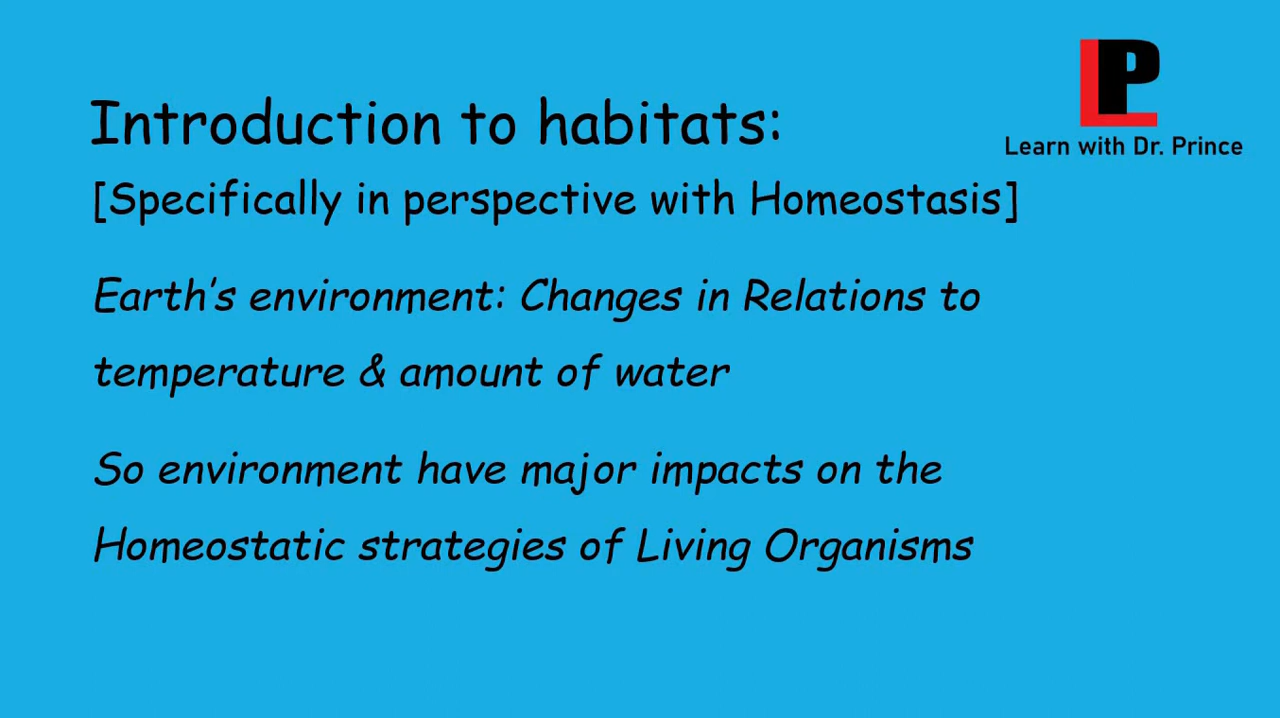 LP
Learn with Dr. Prince
Introduction to habitats:
[Specifically in perspective with Homeostasis]
Earth's environment: Changes in Relations to
temperature & amount of water
So environment have major impacts on the
Homeostatic strategies of Living Organisms